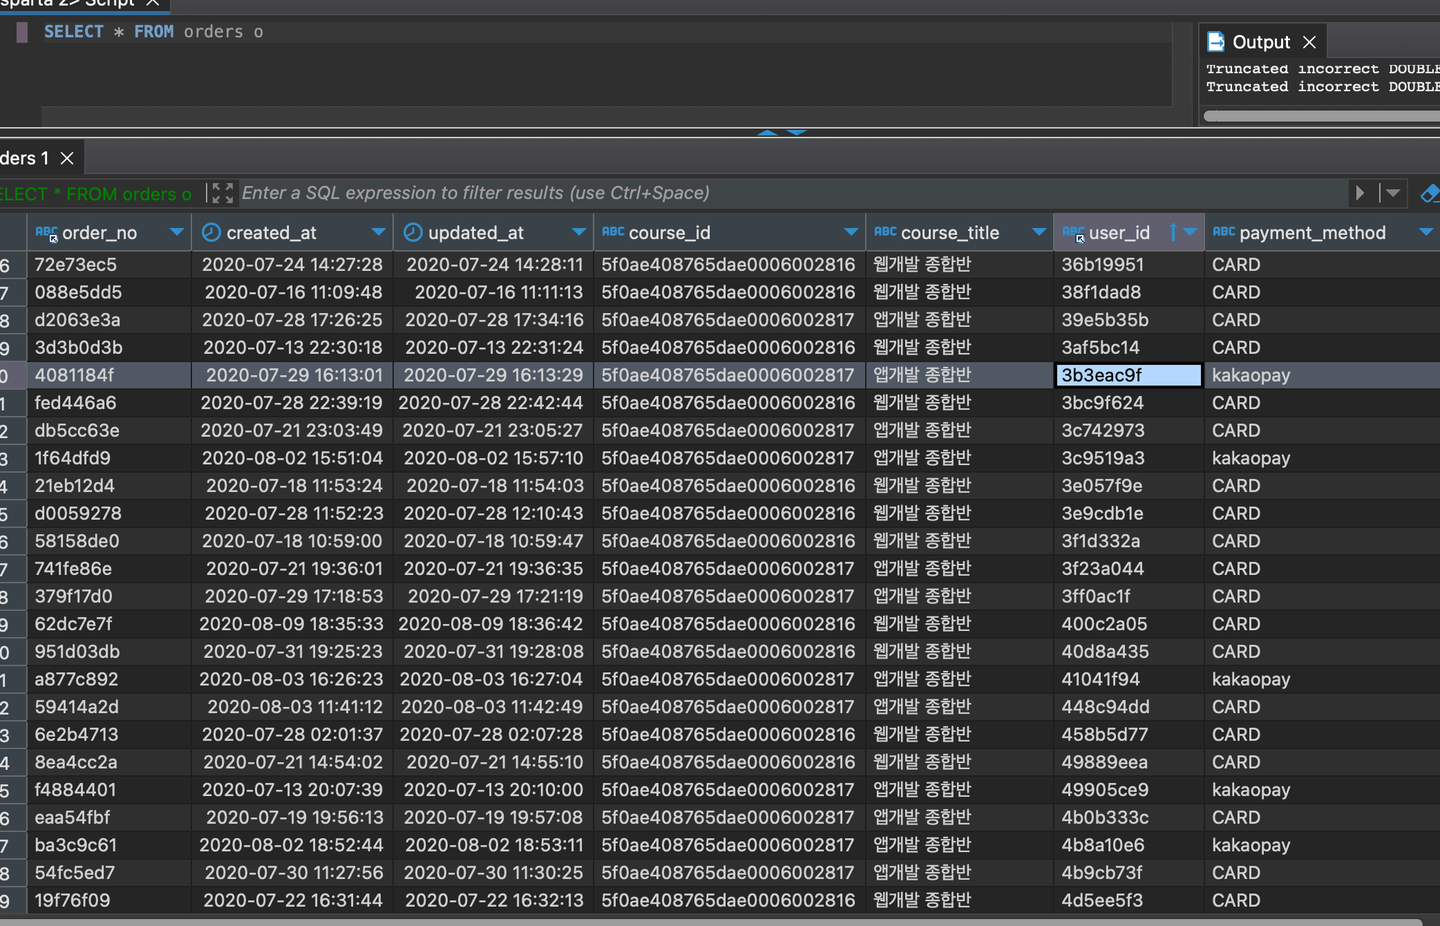 sparta 2> Script
SELECT * FROM orders o
Output
Truncated incorrect DOUBLE
Truncated incorrect DOUBLE
ders 1
ELECT * FROM orders o Enter a SQL expression to filter results (use Ctrl+Space)
ABC order_no created_at updated_at ABC course_id ABC course_title ABC user_id ABC payment_method
6 72e73ec5 2020-07-24 14:27:28 2020-07-24 14:28:11 5f0ae408765dae0006002816 웹개발 종합반 36b19951 CARD
7 088e5dd5 2020-07-16 11:09:48 2020-07-16 11:11:13 5f0ae408765dae0006002816 웹개발 종합반 38f1dad8 CARD
8 d2063e3a 2020-07-28 17:26:25 2020-07-28 17:34:16 5f0ae408765dae0006002817 앱개발 종합반 39e5b35b CARD
9 3d3b0d3b 2020-07-13 22:30:18 2020-07-13 22:31:24 5f0ae408765dae0006002816 웹개발 종합반 3af5bc14 CARD
0 4081184f 2020-07-29 16:13:01 2020-07-29 16:13:29 5f0ae408765dae0006002817 앱개발 종합반 3b3eac9f kakaopay
1 fed446a6 2020-07-28 22:39:19 2020-07-28 22:42:44 5f0ae408765dae0006002816 웹개발 종합반 3bc9f624 CARD
2 db5cc63e 2020-07-21 23:03:49 2020-07-21 23:05:27 5f0ae408765dae0006002817 앱개발 종합반 3c742973 CARD
3 1f64dfd9 2020-08-02 15:51:04 2020-08-02 15:57:10 5f0ae408765dae0006002817 앱개발 종합반 3c9519a3 kakaopay
4 21eb12d4 2020-07-18 11:53:24 2020-07-18 11:54:03 5f0ae408765dae0006002816 웹개발 종합반 3e057f9e CARD
5 d0059278 2020-07-28 11:52:23 2020-07-28 12:10:43 5f0ae408765dae0006002816 웹개발 종합반 3e9cdb1e CARD
6 58158de0 2020-07-18 10:59:00 2020-07-18 10:59:47 5f0ae408765dae0006002816 웹개발 종합반 3f1d332a CARD
7 741fe86e 2020-07-21 19:36:01 2020-07-21 19:36:35 5f0ae408765dae0006002817 앱개발 종합반 3f23a044 CARD
8 379f17d0 2020-07-29 17:18:53 2020-07-29 17:21:19 5f0ae408765dae0006002817 앱개발 종합반 3ff0ac1f CARD
9 62dc7e7f 2020-08-09 18:35:33 2020-08-09 18:36:42 5f0ae408765dae0006002816 웹개발 종합반 400c2a05 CARD
0 951d03db 2020-07-31 19:25:23 2020-07-31 19:28:08 5f0ae408765dae0006002816 웹개발 종합반 40d8a435 CARD
1 a877c892 2020-08-03 16:26:23 2020-08-03 16:27:04 5f0ae408765dae0006002817 앱개발 종합반 41041f94 kakaopay
2 59414a2d 2020-08-03 11:41:12 2020-08-03 11:42:49 5f0ae408765dae0006002817 앱개발 종합반 448c94dd CARD
3 6e2b4713 2020-07-28 02:01:37 2020-07-28 02:07:28 5f0ae408765dae0006002816 웹개발 종합반 458b5d77 CARD
4 8ea4cc2a 2020-07-21 14:54:02 2020-07-21 14:55:10 5f0ae408765dae0006002816 웹개발 종합반 49889eea CARD
5 f4884401 2020-07-13 20:07:39 2020-07-13 20:10:00 5f0ae408765dae0006002817 앱개발 종합반 49905ce9 kakaopay
6 eaa54fbf 2020-07-19 19:56:13 2020-07-19 19:57:08 5f0ae408765dae0006002817 앱개발 종합반 4b0b333c CARD
7 ba3c9c61 2020-08-02 18:52:44 2020-08-02 18:53:11 5f0ae408765dae0006002817 앱개발 종합반 4b8a10e6 kakaopay
8 54fc5ed7 2020-07-30 11:27:56 2020-07-30 11:30:25 5f0ae408765dae0006002817 앱개발 종합반 4b9cb73f CARD
9 19f76f09 2020-07-22 16:31:44 2020-07-22 16:32:13 5f0ae408765dae0006002816 웹개발 종합반 4d5ee5f3 CARD